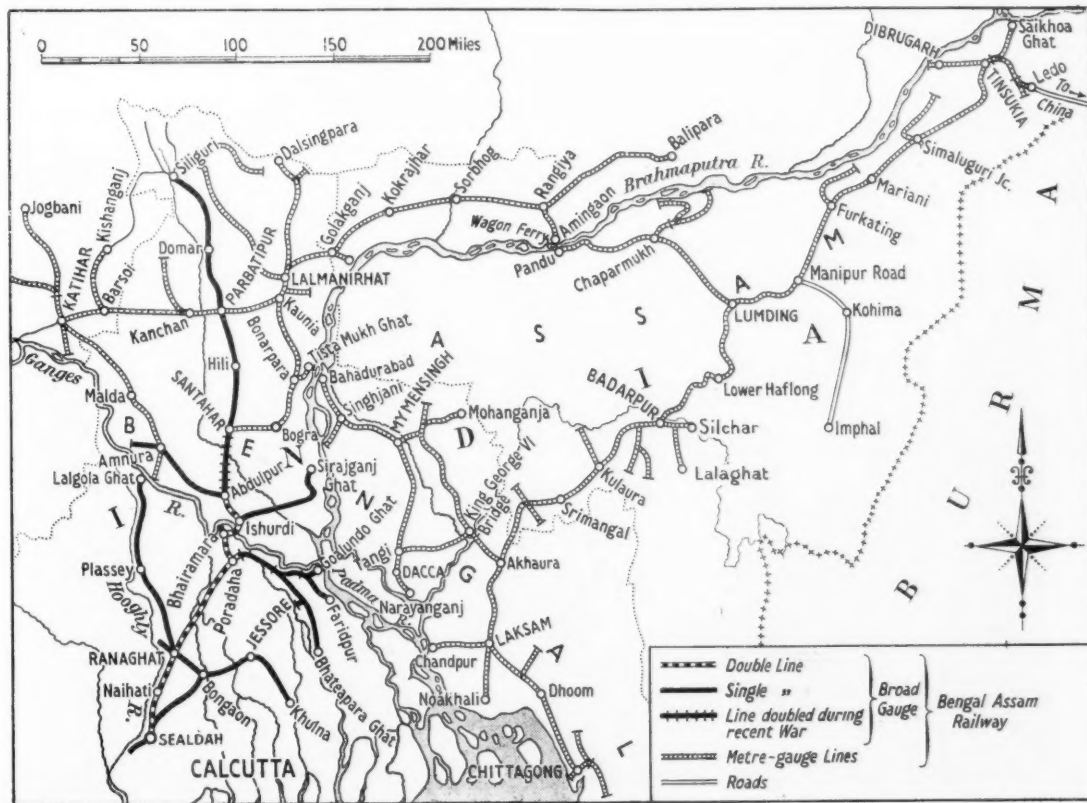 0 50 100 200 Miles
DIBRUGARH
Saikhoa
Ghat
TINSUKIA
Ledo
To
China
Simaluguri Jc.
Mariani
Furkating
Manipur Road
Kohima
Imphal
LUMDING
Lower Haflong
BADARPUR
Silchar
Lalaghat
Balipara
Brahmaputra R.
Rangiya
Amingaon
Wagon Ferry
Pandu
Chaparmukh
Sorbhog
Kokrajhar
Golakganj
Dalsingpara
Siliguri
Kishanganj
Jogbani
Domar
PARBATIPUR
LALMANIRHAT
KATIHAR
Barsoi
Kanchan
Kaunia
Bonarpara
Tista Mukh Ghat
Bahadurabad
Singhjani
MYMENSINGH
Mohanganja
King George VI
Bridge
Ganges
Hili
Malda
SANTAHAR
Bogra
Amnura
Lalgola Ghat
R.
Abdulpur
Sirajganj
Ghat
Ishurdi
Goalundo Ghat
Tangi
DACCA
Narayanganj
Akhaura
Srimangal
Kulaura
Plassey
Hooghly
R.
Bhairamara
Poradaha
Padma
JESSORE
Faridpur
Chandpur
LAKSAM
RANAGHAT
Naihati
Bongaon
Khulna
Bhateapara Ghat
Noakhali
Dhoom
SEALDAH
CALCUTTA
CHITTAGONG
BENGAL
ASSAM
INDI A
BURMA
Double Line
Single „
Line doubled during
recent War
Broad
Gauge
Metre-gauge Lines
Bengal Assam
Railway
Roads